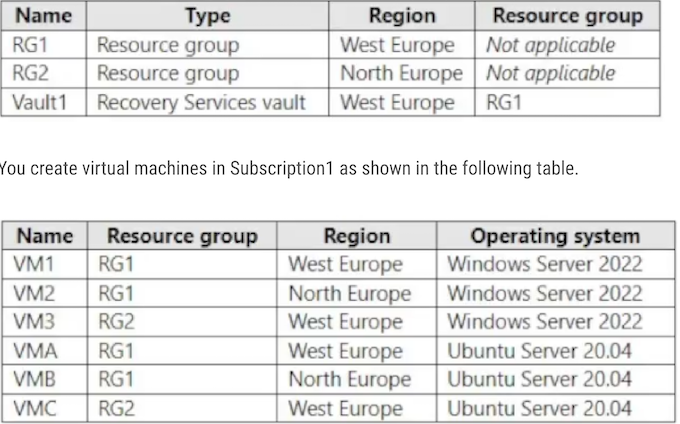 Name Type Region Resource group
RG1 Resource group West Europe Not applicable
RG2 Resource group North Europe Not applicable
Vault1 Recovery Services vault West Europe RG1
You create virtual machines in Subscription1 as shown in the following table.
Name Resource group Region Operating system
VM1 RG1 West Europe Windows Server 2022
VM2 RG1 North Europe Windows Server 2022
VM3 RG2 West Europe Windows Server 2022
VMA RG1 West Europe Ubuntu Server 20.04
VMB RG1 North Europe Ubuntu Server 20.04
VMC RG2 West Europe Ubuntu Server 20.04